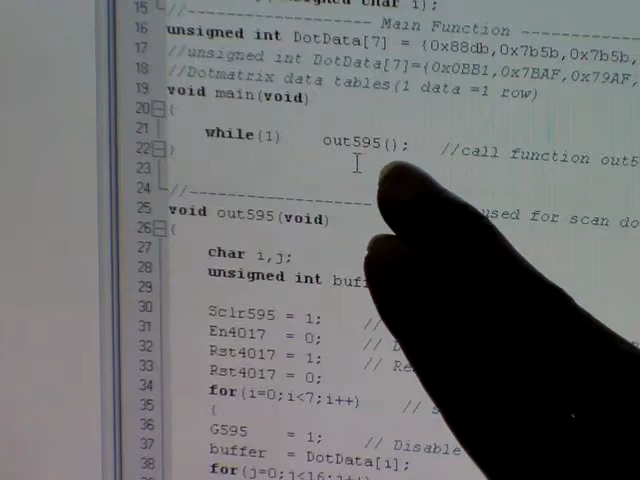 15 char i);
16 //-------------------- Main Function --------------------
17 unsigned int DotData[7] = {0x88db,0x7b5b,0x7b5b,
18 //unsigned int DotData[7]={0x0BB1,0x7BAF,0x79AF,
19 //Dotmatrix data tables(1 data =1 row)
20 void main(void)
21 {
22 while(1) out595(); //call function out5
23 }
24 //--------------------
25 void out595(void) used for scan do
26 {
27 char i,j;
28 unsigned int buff
29
30 Sclr595 = 1; //
31 En4017 = 0; // D
32 Rst4017 = 1; // Re
33 Rst4017 = 0;
34 for(i=0;i<7;i++) // s
35 {
36 G595 = 1; // Disable
37 buffer = DotData[i];
38 for(j=0;j<16;j++)